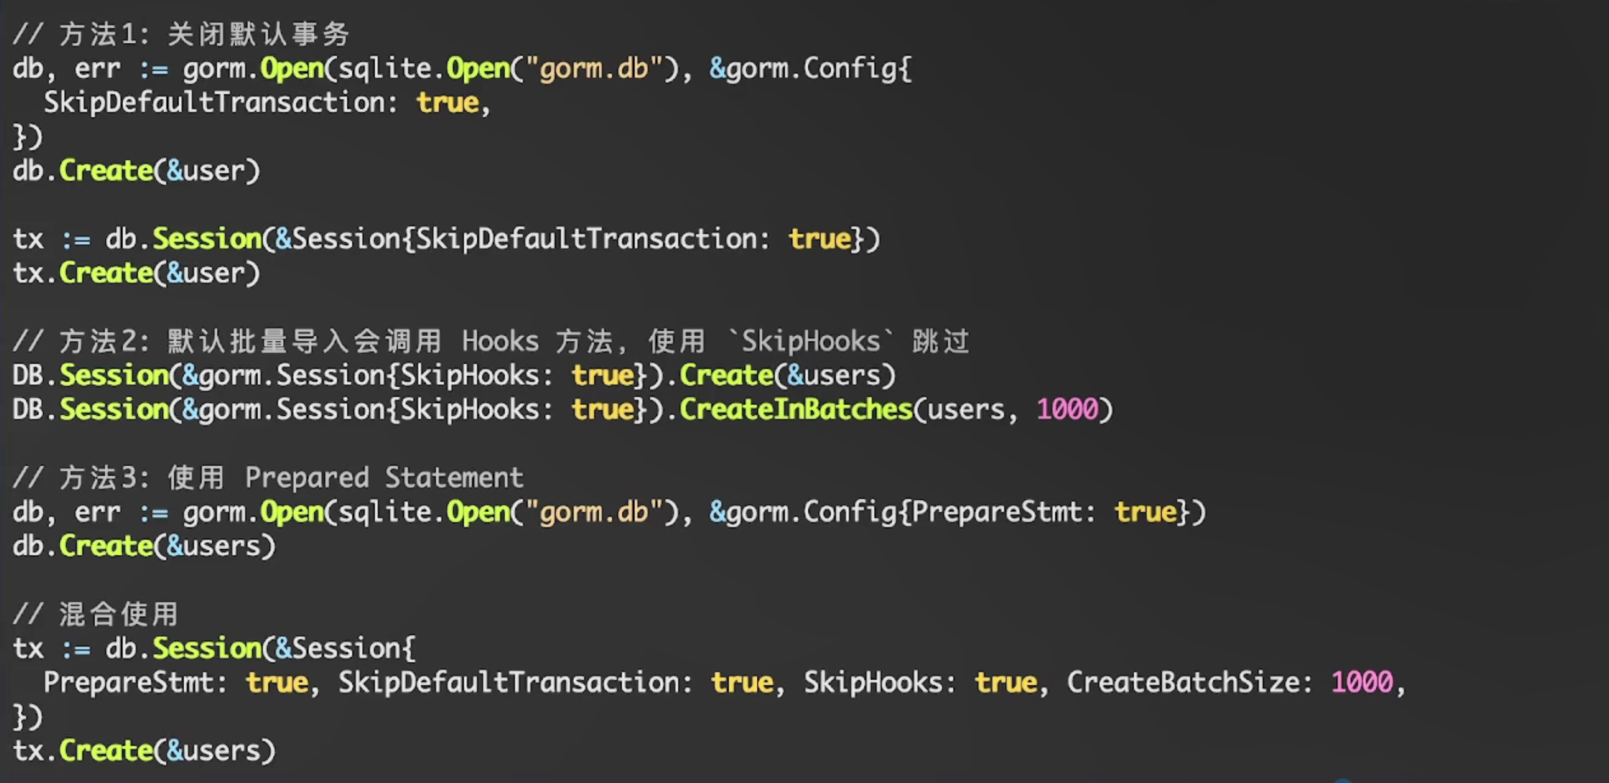 // 方法1: 关闭默认事务
db, err := gorm.Open(sqlite.Open("gorm.db"), &gorm.Config{
  SkipDefaultTransaction: true,
})
db.Create(&user)
tx := db.Session(&Session{SkipDefaultTransaction: true})
tx.Create(&user)
// 方法2: 默认批量导入会调用 Hooks 方法, 使用 `SkipHooks` 跳过
DB.Session(&gorm.Session{SkipHooks: true}).Create(&users)
DB.Session(&gorm.Session{SkipHooks: true}).CreateInBatches(users, 1000)
// 方法3: 使用 Prepared Statement
db, err := gorm.Open(sqlite.Open("gorm.db"), &gorm.Config{PrepareStmt: true})
db.Create(&users)
// 混合使用
tx := db.Session(&Session{
  PrepareStmt: true, SkipDefaultTransaction: true, SkipHooks: true, CreateBatchSize: 1000,
})
tx.Create(&users)